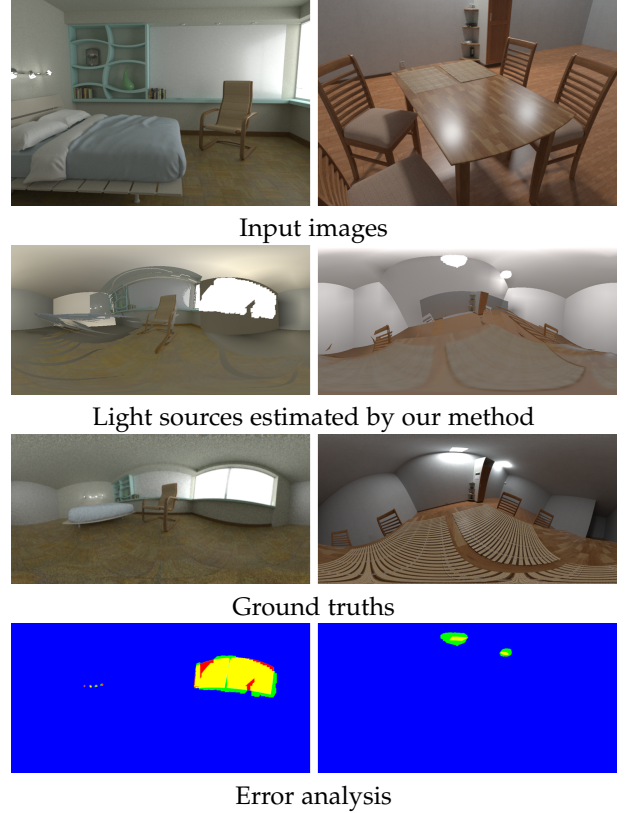 Input images
Light sources estimated by our method
Ground truths
Error analysis